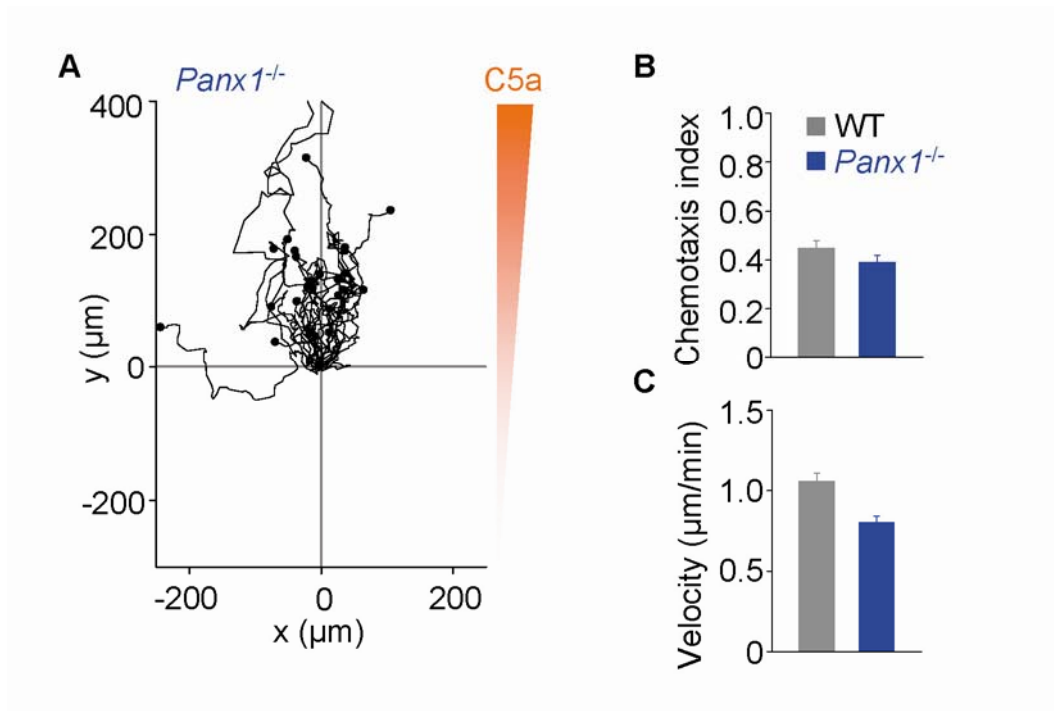 A
Panx1-/-
C5a
400
200
0
-200
y (µm)
-200
0
200
x (µm)
B
1.0
0.8
0.6
0.4
0.2
0
Chemotaxis index
WT
Panx1-/-
C
1.5
1.0
0.5
0
Velocity (µm/min)